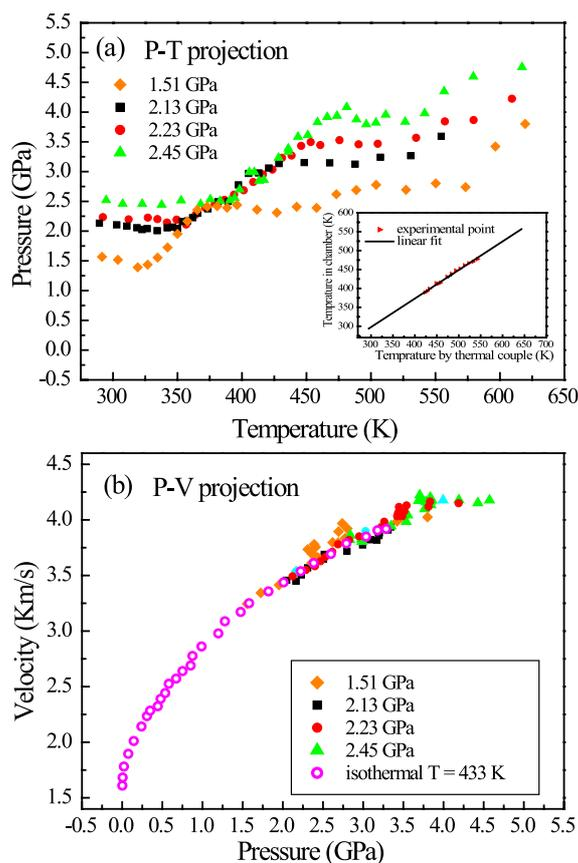 (a) P-T projection
1.51 GPa
2.13 GPa
2.23 GPa
2.45 GPa
5.5
5.0
4.5
4.0
3.5
3.0
2.5
2.0
1.5
1.0
0.5
0.0
-0.5
Pressure (GPa)
600
550
500
450
400
350
300
Temprature in chamber (K)
experimental point
linear fit
300 350 400 450 500 550 600 650 700
Temprature by thermal couple (K)
300 350 400 450 500 550 600 650
Temperature (K)
(b) P-V projection
4.5
4.0
3.5
3.0
2.5
2.0
1.5
Velocity (Km/s)
1.51 GPa
2.13 GPa
2.23 GPa
2.45 GPa
isothermal T = 433 K
-0.5 0.0 0.5 1.0 1.5 2.0 2.5 3.0 3.5 4.0 4.5 5.0 5.5
Pressure (GPa)